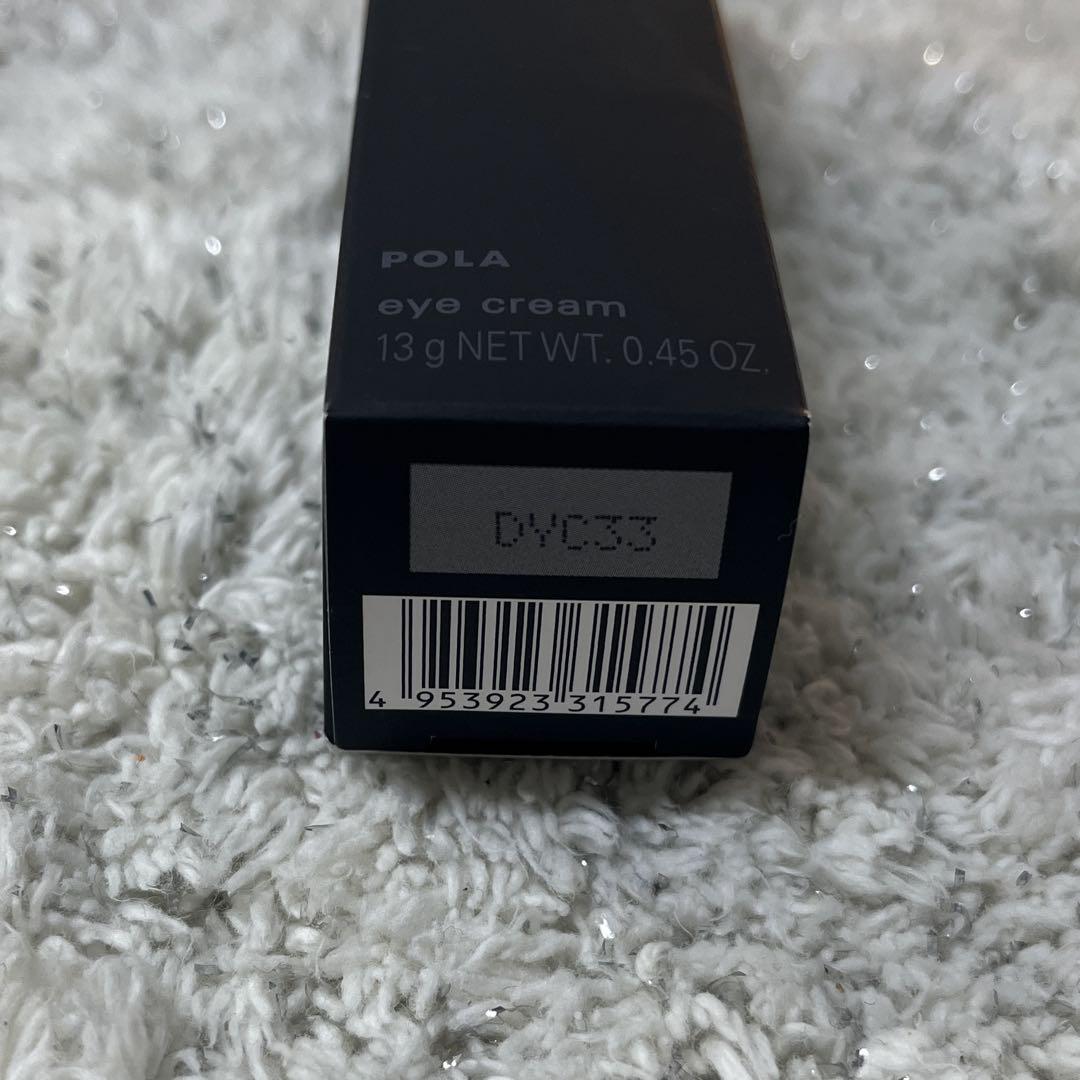 POLA
eye cream
13 g NET WT. 0.45 OZ.
DYC33
4 953923 315774